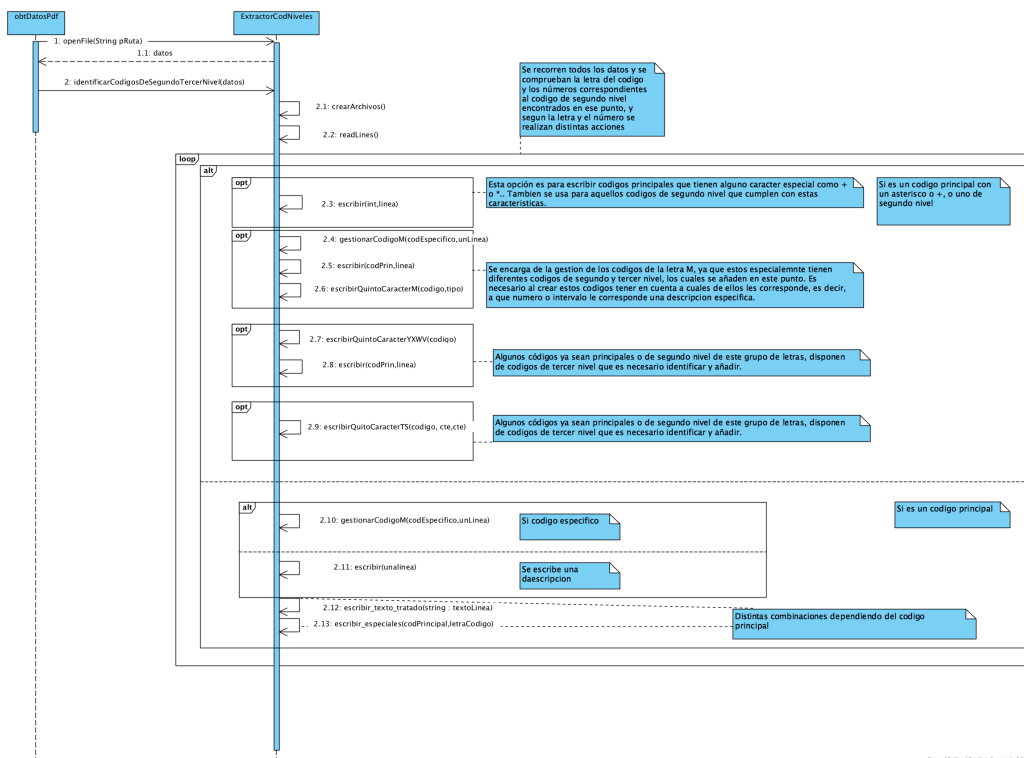 obtDatosPdf
ExtractorCodNiveles
1: openFile(String pRuta)
1.1: datos
2: identificarCodigosDeSegundoTercerNivel(datos)
2.1: crearArchivos()
2.2: readLines()
Se recorren todos los datos y se
comprueban la letra del codigo
y los números correspondientes
al codigo de segundo nivel
encontrados en ese punto, y
segun la letra y el número se
realizan distintas acciones
loop
alt
opt
2.3: escribir(int,linea)
Esta opción es para escribir codigos principales que tienen alguno caracter especial como +
o *.. Tambien se usa para aquellos codigos de segundo nivel que cumplen con estas
caracteristicas.
Si es un codigo principal con
un asterisco o +, o uno de
segundo nivel
opt
2.4: gestionarCodigoM(codEspecifico,unLinea)
2.5: escribir(codPrin,linea)
2.6: escribirQuintoCaracterM(codigo,tipo)
Se encarga de la gestion de los codigos de la letra M, ya que estos especialemnte tienen
diferentes codigos de segundo y tercer nivel, los cuales se añaden en este punto. Es
necesario al crear estos codigos tener en cuenta a cuales de ellos les corresponde, es decir,
a que numero o intervalo le corresponde una descripcion especifica.
opt
2.7: escribirQuintoCaracterYXWV(codigo)
2.8: escribir(codPrin,linea)
Algunos códigos ya sean principales o de segundo nivel de este grupo de letras, disponen
de codigos de tercer nivel que es necesario identificar y añadir.
opt
2.9: escribirQuitoCaracterTS(codigo, cte,cte)
Algunos códigos ya sean principales o de segundo nivel de este grupo de letras, disponen
de codigos de tercer nivel que es necesario identificar y añadir.
alt
2.10: gestionarCodigoM(codEspecifico,unLinea)
Si codigo especifico
Si es un codigo principal
2.11: escribir(unalinea)
Se escribe una
daescripcion
2.12: escribir_texto_tratado(string : textoLinea)
2.13: escribir_especiales(codPrincipal,letraCodigo)
Distintas combinaciones dependiendo del codigo
principal